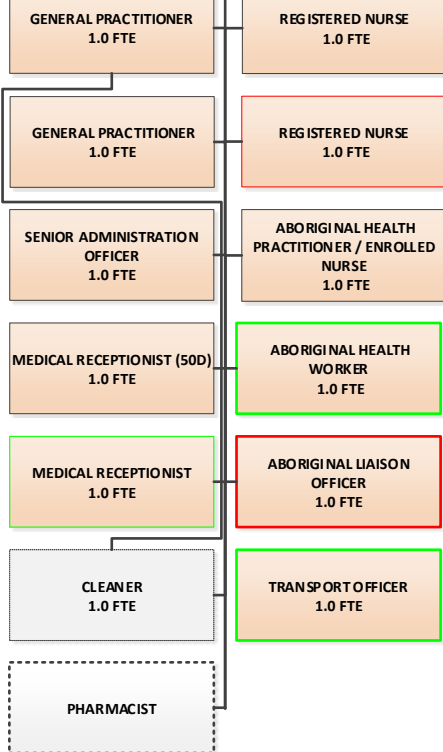 GENERAL PRACTITIONER
1.0 FTE
REGISTERED NURSE
1.0 FTE
GENERAL PRACTITIONER
1.0 FTE
REGISTERED NURSE
1.0 FTE
SENIOR ADMINISTRATION
OFFICER
1.0 FTE
ABORIGINAL HEALTH
PRACTITIONER / ENROLLED
NURSE
1.0 FTE
MEDICAL RECEPTIONIST (50D)
1.0 FTE
ABORIGINAL HEALTH
WORKER
1.0 FTE
MEDICAL RECEPTIONIST
1.0 FTE
ABORIGINAL LIAISON
OFFICER
1.0 FTE
CLEANER
1.0 FTE
TRANSPORT OFFICER
1.0 FTE
PHARMACIST